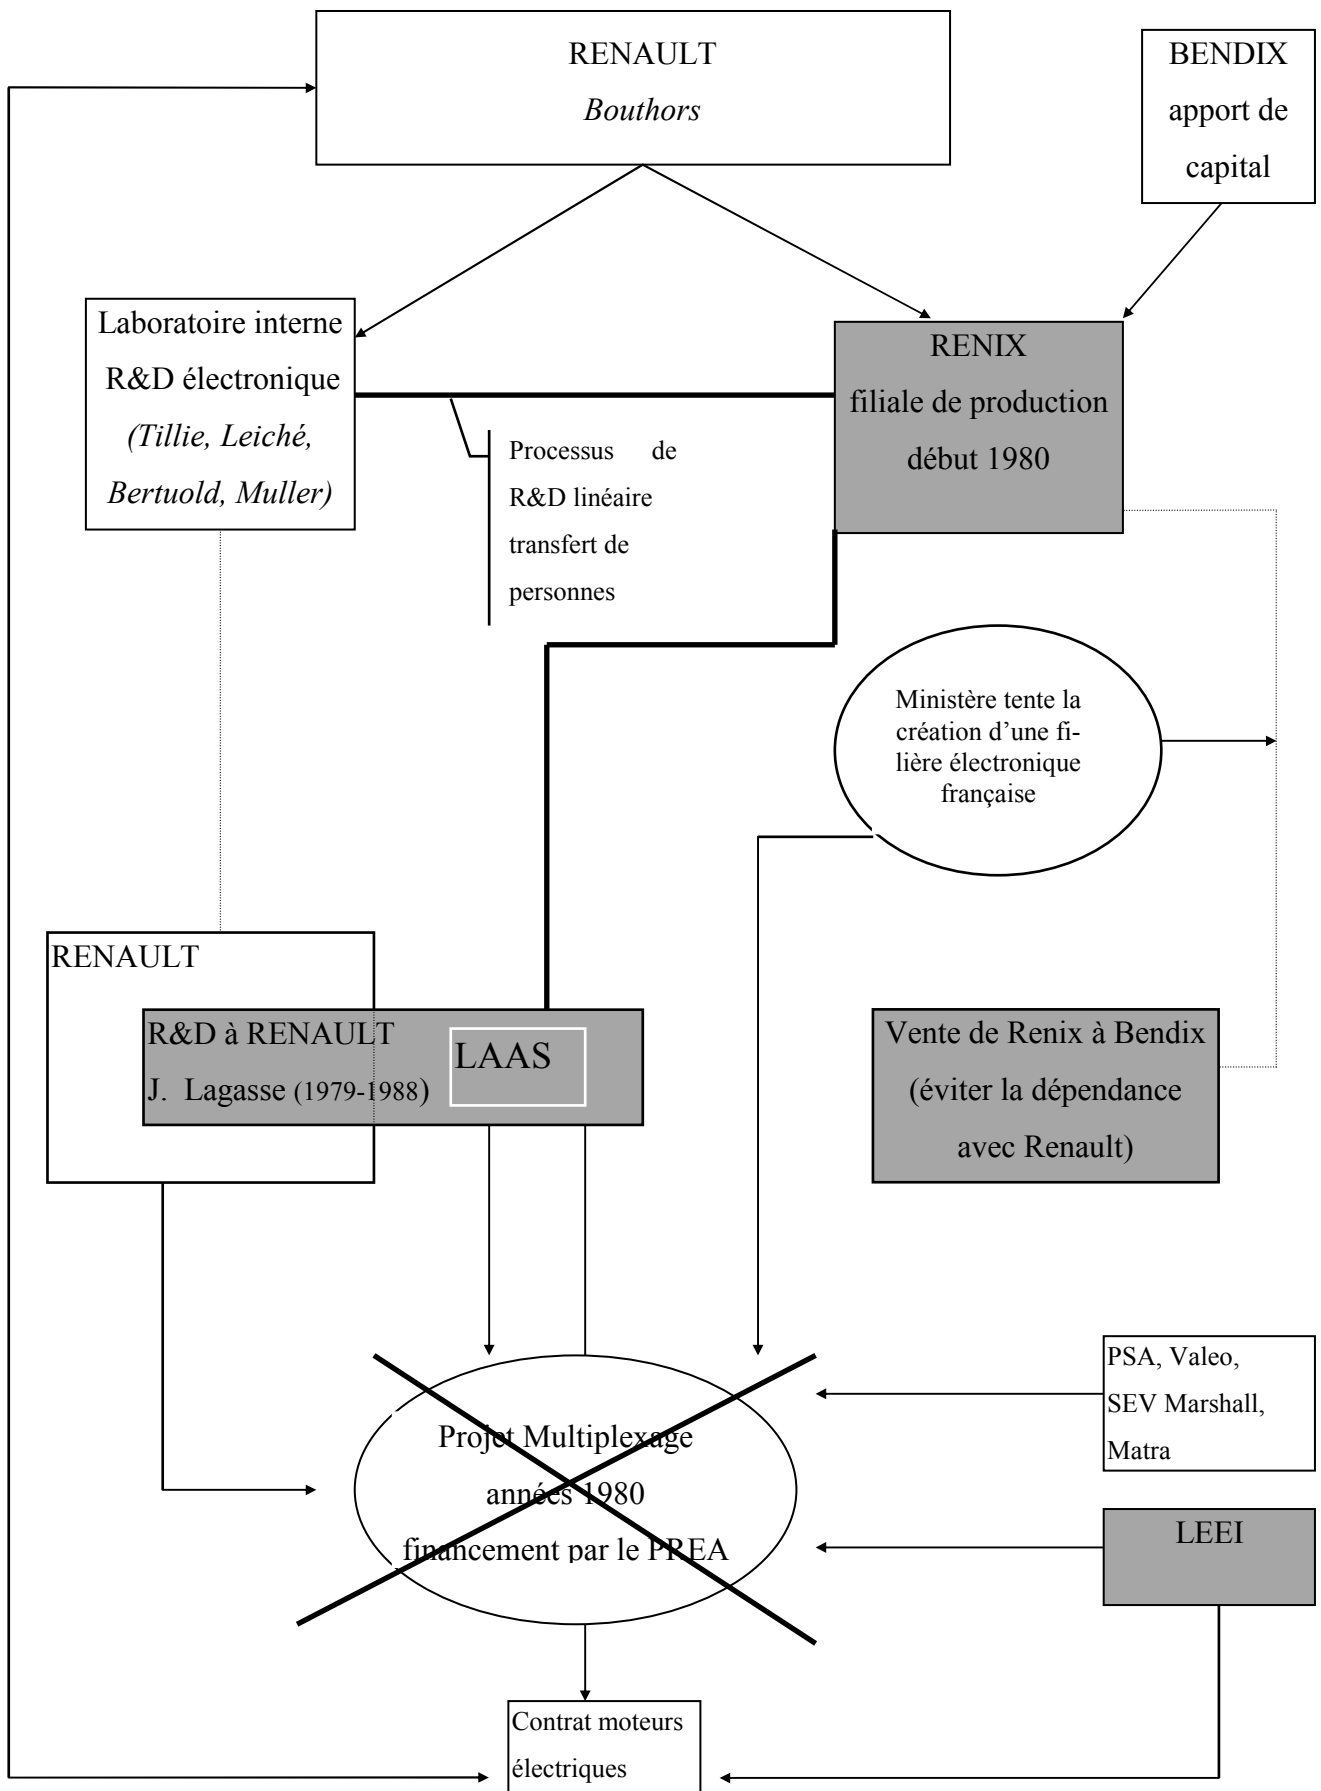 RENAULT
Bouthors
BENDIX
apport de
capital
Laboratoire interne
R&D électronique
(Tillie, Leiché,
Bertuold, Muller)
RENIX
filiale de production
début 1980
Processus de
R&D linéaire
transfert de
personnes
Ministère tente la
création d’une fi-
lière électronique
française
RENAULT
R&D à RENAULT
J. Lagasse (1979-1988)
LAAS
Vente de Renix à Bendix
(éviter la dépendance
avec Renault)
PSA, Valeo,
SEV Marshall,
Matra
Projet Multiplexage
années 1980
financement par le PREA
LEEI
Contrat moteurs
électriques